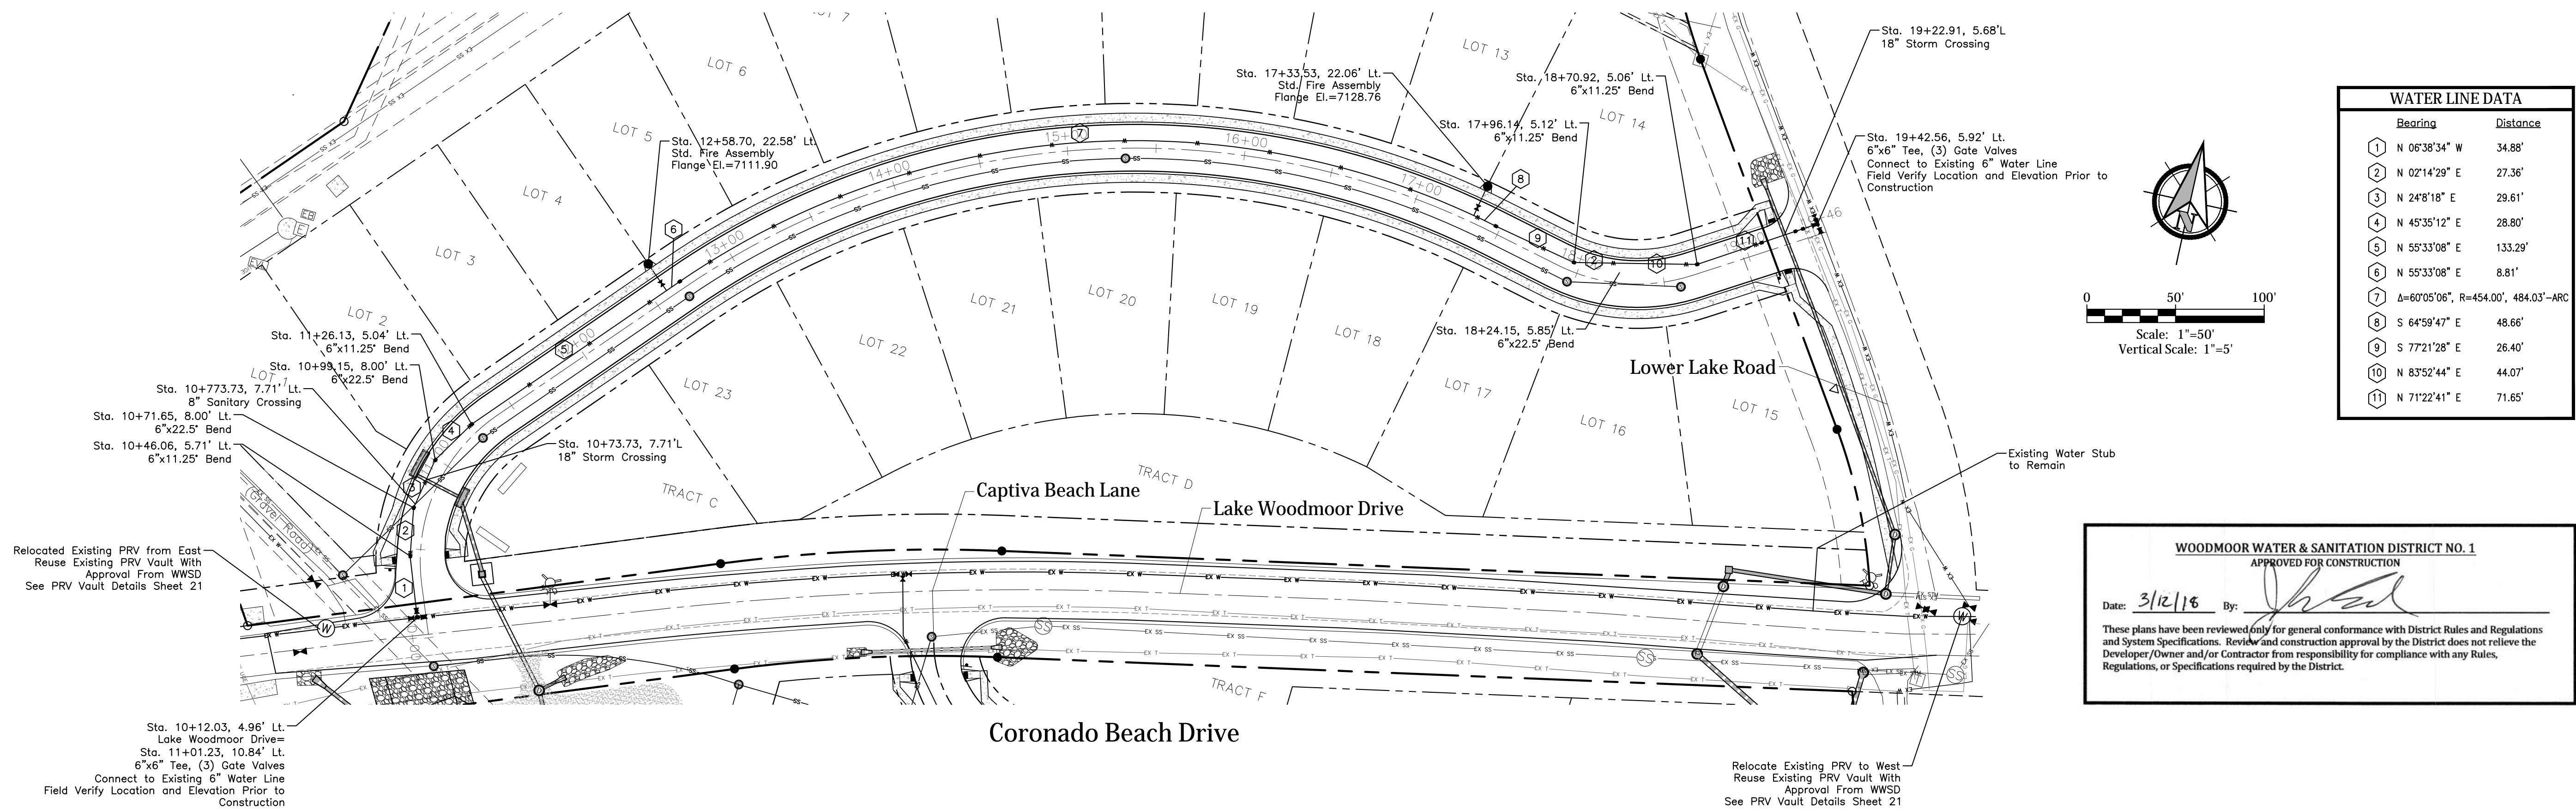 LOT 6
LOT 5
LOT 4
LOT 3
LOT 2
LOT 1
LOT 13
LOT 14
LOT 23
LOT 22
LOT 21
LOT 20
LOT 19
LOT 18
LOT 17
LOT 16
LOT 15
TRACT C
TRACT D
TRACT F
13+00
14+00
16+00
17+00
Sta. 12+58.70, 22.58' Lt.
Std. Fire Assembly
Flange El.=7111.90
Sta. 17+33.53, 22.06' Lt.
Std. Fire Assembly
Flange El.=7128.76
Sta. 18+70.92, 5.06' Lt.
6"x11.25° Bend
Sta. 17+96.14, 5.12' Lt.
6"x11.25° Bend
Sta. 19+22.91, 5.68'L
18" Storm Crossing
Sta. 19+42.56, 5.92' Lt.
6"x6" Tee, (3) Gate Valves
Connect to Existing 6" Water Line
Field Verify Location and Elevation Prior to
Construction
Sta. 11+26.13, 5.04' Lt.
6"x11.25° Bend
Sta. 10+99.15, 8.00' Lt.
6"x22.5° Bend
Sta. 10+773.73, 7.71' Lt.
8" Sanitary Crossing
Sta. 10+71.65, 8.00' Lt.
6"x22.5° Bend
Sta. 10+46.06, 5.71' Lt.
6"x11.25° Bend
Sta. 10+73.73, 7.71'L
18" Storm Crossing
Sta. 18+24.15, 5.85' Lt.
6"x22.5° Bend
Lower Lake Road
Captiva Beach Lane
Lake Woodmoor Drive
(Gravel Road)
Existing Water Stub
to Remain
Relocated Existing PRV from East
Reuse Existing PRV Vault With
Approval From WWSD
See PRV Vault Details Sheet 21
Sta. 10+12.03, 4.96' Lt.
Lake Woodmoor Drive=
Sta. 11+01.23, 10.84' Lt.
6"x6" Tee, (3) Gate Valves
Connect to Existing 6" Water Line
Field Verify Location and Elevation Prior to
Construction
Coronado Beach Drive
Relocate Existing PRV to West
Reuse Existing PRV Vault With
Approval From WWSD
See PRV Vault Details Sheet 21
N
0 50' 100'
Scale: 1"=50'
Vertical Scale: 1"=5'
WATER LINE DATA
Bearing Distance
1 N 06°38'34" W 34.88'
2 N 02°14'29" E 27.36'
3 N 24°8'18" E 29.61'
4 N 45°35'12" E 28.80'
5 N 55°33'08" E 133.29'
6 N 55°33'08" E 8.81'
7 Δ=60°05'06", R=454.00', 484.03'-ARC
8 S 64°59'47" E 48.66'
9 S 77°21'28" E 26.40'
10 N 83°52'44" E 44.07'
11 N 71°22'41" E 71.65'
WOODMOOR WATER & SANITATION DISTRICT NO. 1
APPROVED FOR CONSTRUCTION
Date: 3/12/18 By:
These plans have been reviewed only for general conformance with District Rules and Regulations
and System Specifications. Review and construction approval by the District does not relieve the
Developer/Owner and/or Contractor from responsibility for compliance with any Rules,
Regulations, or Specifications required by the District.